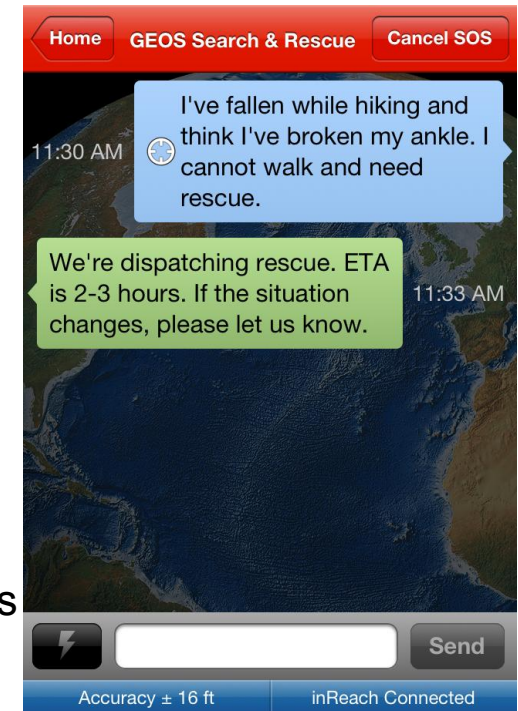 Home
GEOS Search & Rescue
Cancel SOS
I've fallen while hiking and
11:30 AM
think I've broken my ankle. I
cannot walk and need
rescue.
We're dispatching rescue. ETA
is 2-3 hours. If the situation
11:33 AM
changes, please let us know.
s
Send
Accuracy ± 16 ft
inReach Connected